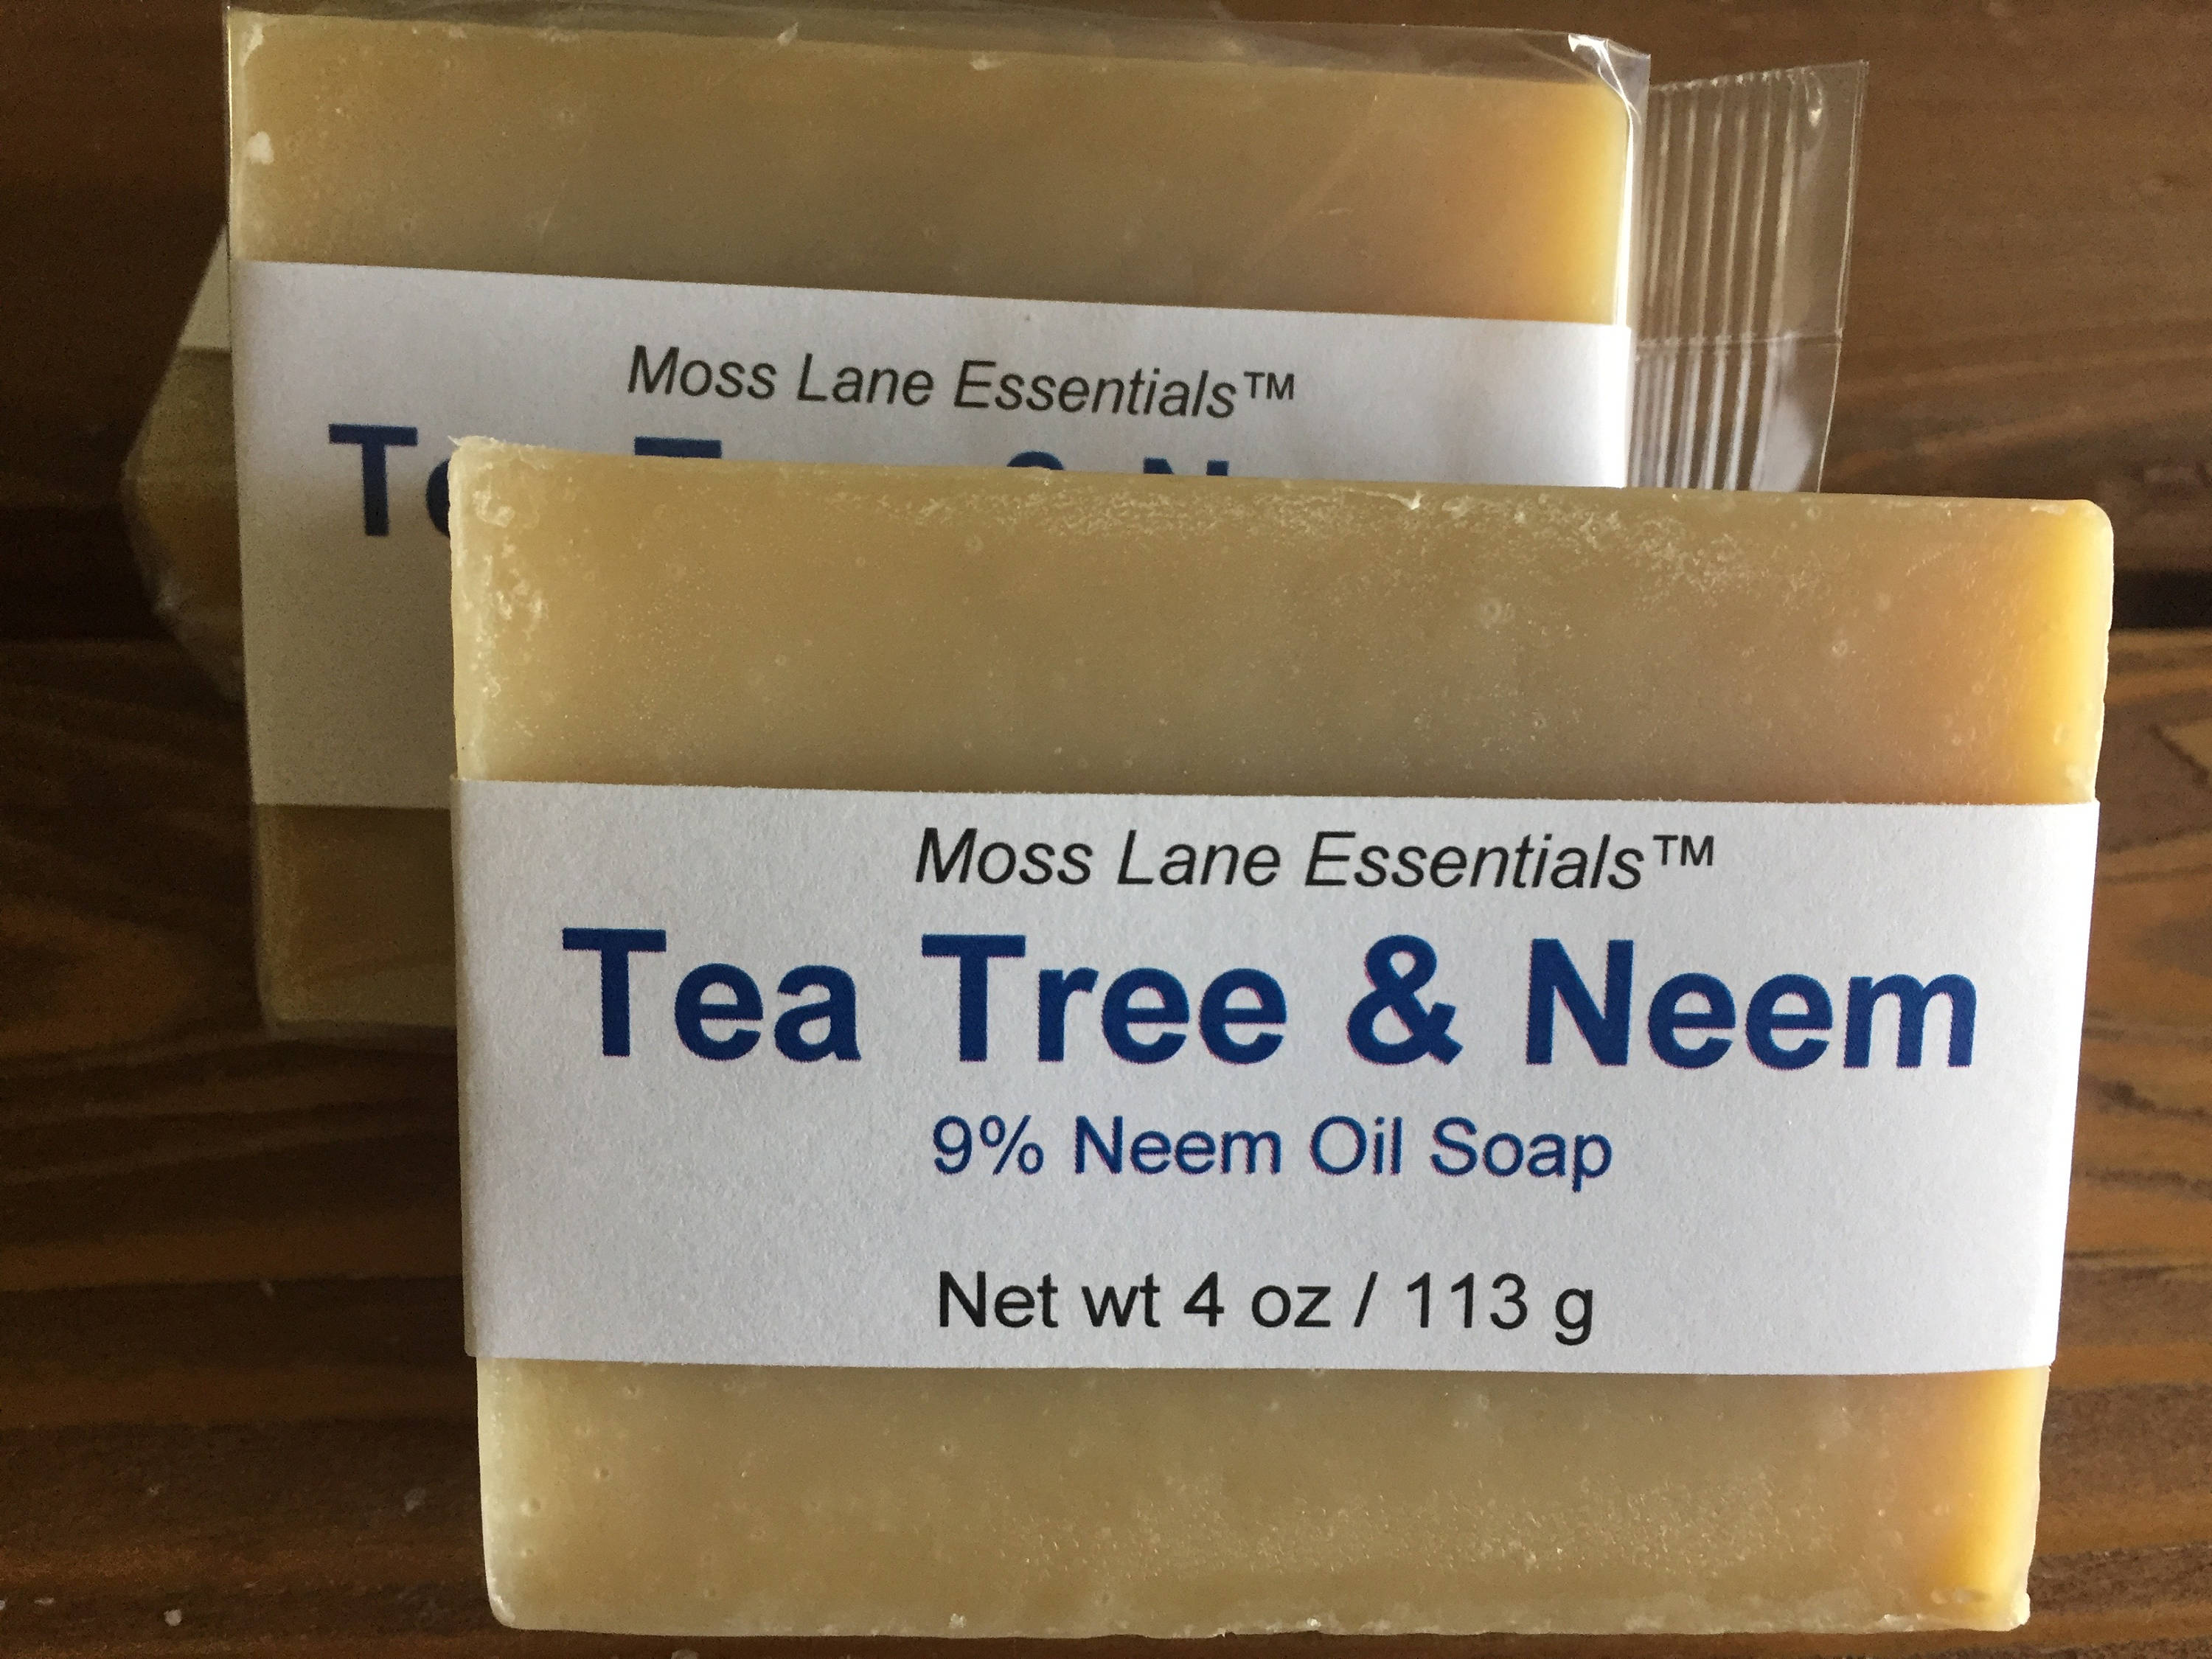 Moss Lane Essentials™
Moss Lane Essentials™
Tea Tree & Neem
9% Neem Oil Soap
Net wt 4 oz / 113 g